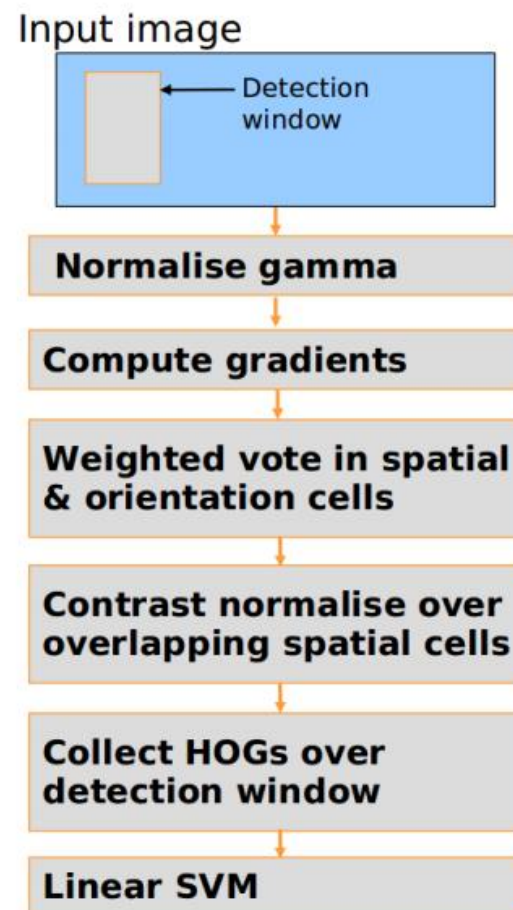 Input image
Detection
window
Normalise gamma
Compute gradients
Weighted vote in spatial
& orientation cells
Contrast normalise over
overlapping spatial cells
Collect HOGs over
detection window
Linear SVM